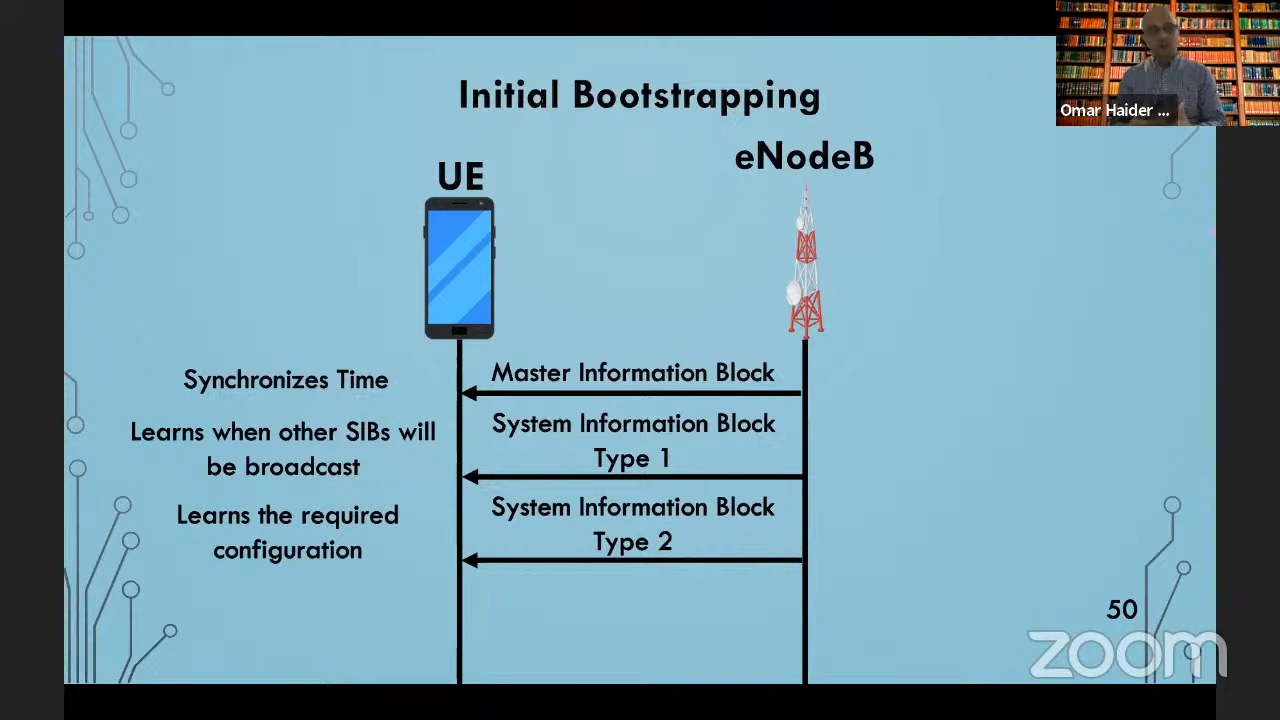 Initial Bootstrapping
Omar Haider ...
UE
eNodeB
Synchronizes Time
Master Information Block
Learns when other SIBs will
be broadcast
System Information Block
Type 1
Learns the required
configuration
System Information Block
Type 2
50
zoom